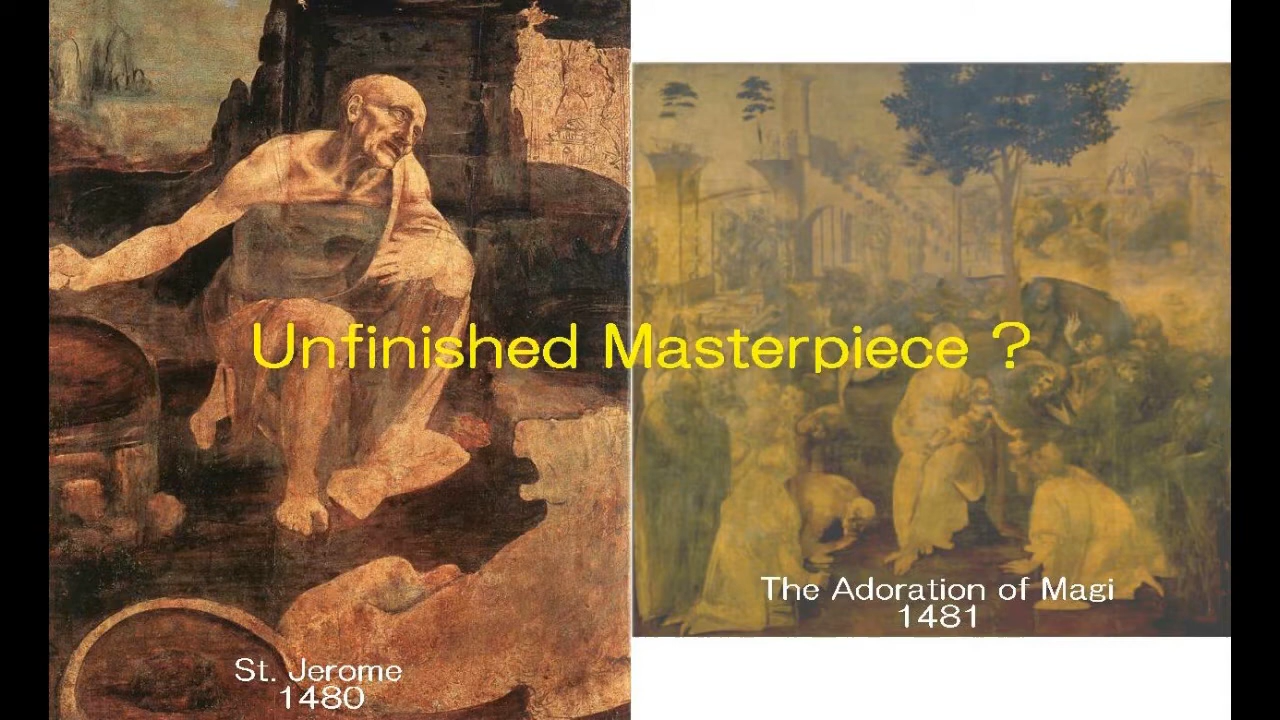 Unfinished Masterpiece ?
The Adoration of Magi
1481
St. Jerome
1480